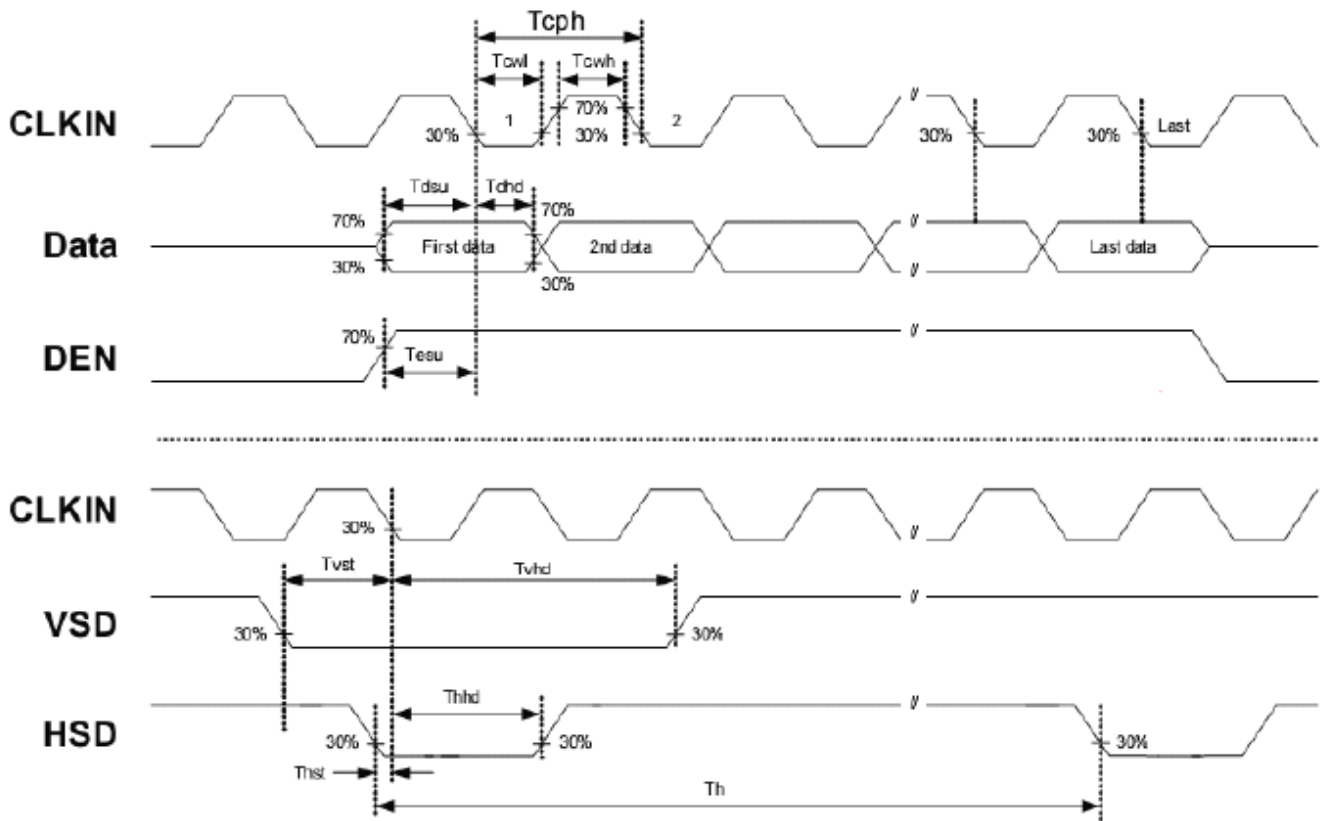 Tcph
Tcwl Tcwh
CLKIN 30% 1 70% 30% 2 30% 30% Last
Tdsu Tdhd
70% 70%
Data First data 2nd data Last data
30% 30%
70%
DEN Tesu
CLKIN 30%
Tvst Tvhd
VSD 30% 30%
Thhd
HSD 30% 30% 30%
Thst
Th